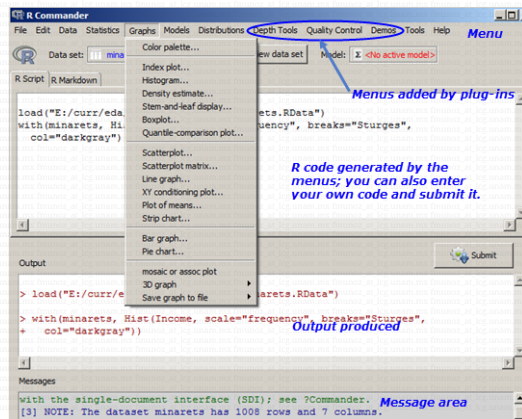 R Commander
File Edit Data Statistics Graphs Models Distributions Depth Tools Quality Control Demos Tools Help Menu
Data set: mina ew data set Model: Σ <No active model>
Menus added by plug-ins
R Script R Markdown
Color palette...
Index plot...
Histogram...
Density estimate...
Stem-and-leaf display...
Boxplot...
Quantile-comparison plot...
Scatterplot...
Scatterplot matrix...
Line graph...
XY conditioning plot...
Plot of means...
Strip chart...
Bar graph...
Pie chart...
mosaic or assoc plot
3D graph
Save graph to file
load("E:/curr/eda rets.RData")
with(minarets, His uency", breaks="Sturges",
col="darkgray")
R code generated by the
menus; you can also enter
your own code and submit it.
Submit
Output
> load("E:/curr/e arets.RData")
> with(minarets, Hist(Income, scale="frequency", breaks="Sturges",
+ col="darkgray"))
Output produced
Messages
with the single-document interface (SDI); see ?Commander.
Message area
[3] NOTE: The dataset minarets has 1008 rows and 7 columns.